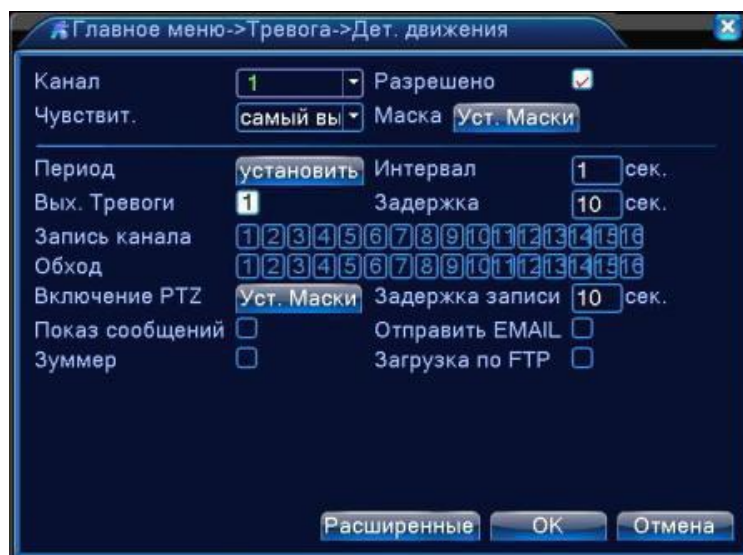 Главное меню->Тревога->Дет. движения
Канал 1 Разрешено
Чувствит. самый вы Маска Уст. Маски
Период установить Интервал 1 сек.
Вых. Тревоги 1 Задержка 10 сек.
Запись канала 1 2 3 4 5 6 7 8 9 10 11 12 13 14 15 16
Обход 1 2 3 4 5 6 7 8 9 10 11 12 13 14 15 16
Включение PTZ Уст. Маски Задержка записи 10 сек.
Показ сообщений Отправить EMAIL
Зуммер Загрузка по FTP
Расширенные OK Отмена